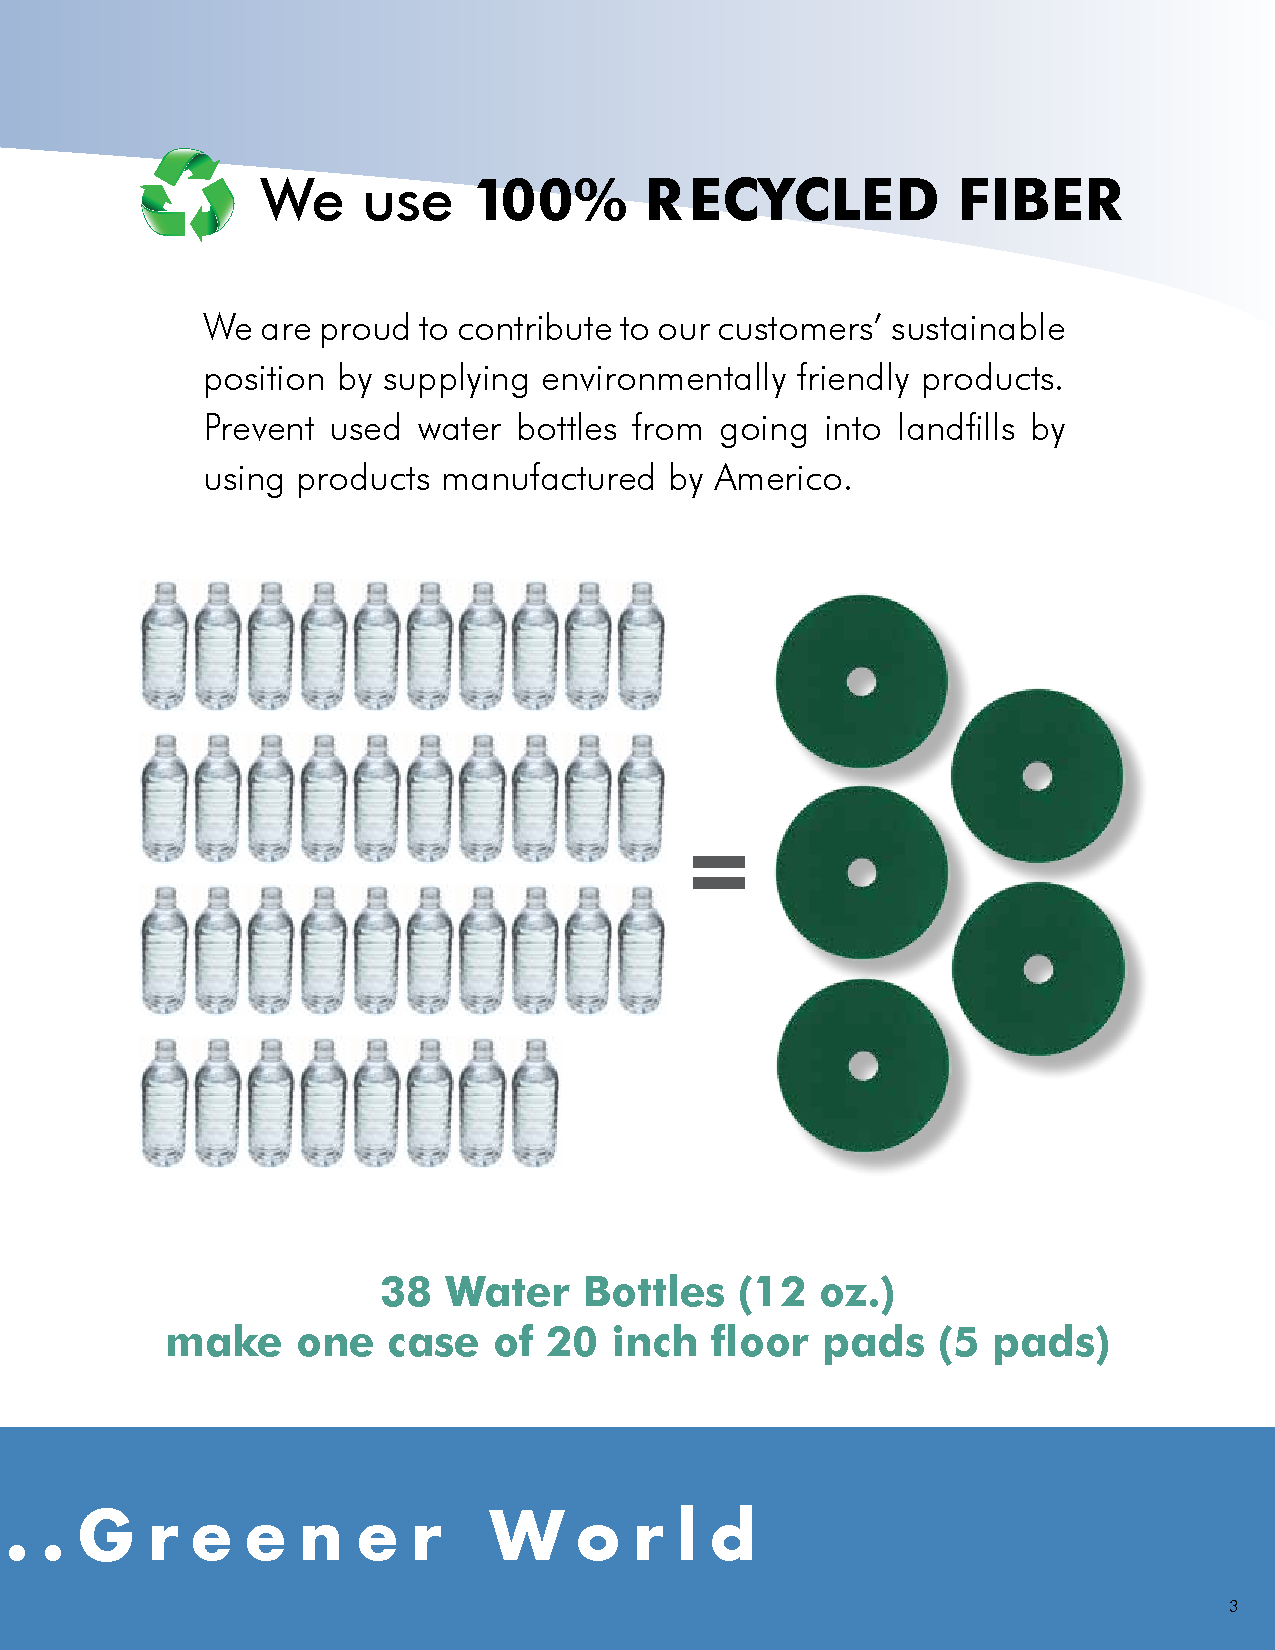 We use 100% RECYCLED FIBER
We are proud to contribute to our customers’ sustainable
position by supplying environmentally friendly products.
Prevent used water bottles from going into landfills by
using products manufactured by Americo.
=
38 Water Bottles (12 oz.)
make one case of 20 inch floor pads (5 pads)
..Greener World
3